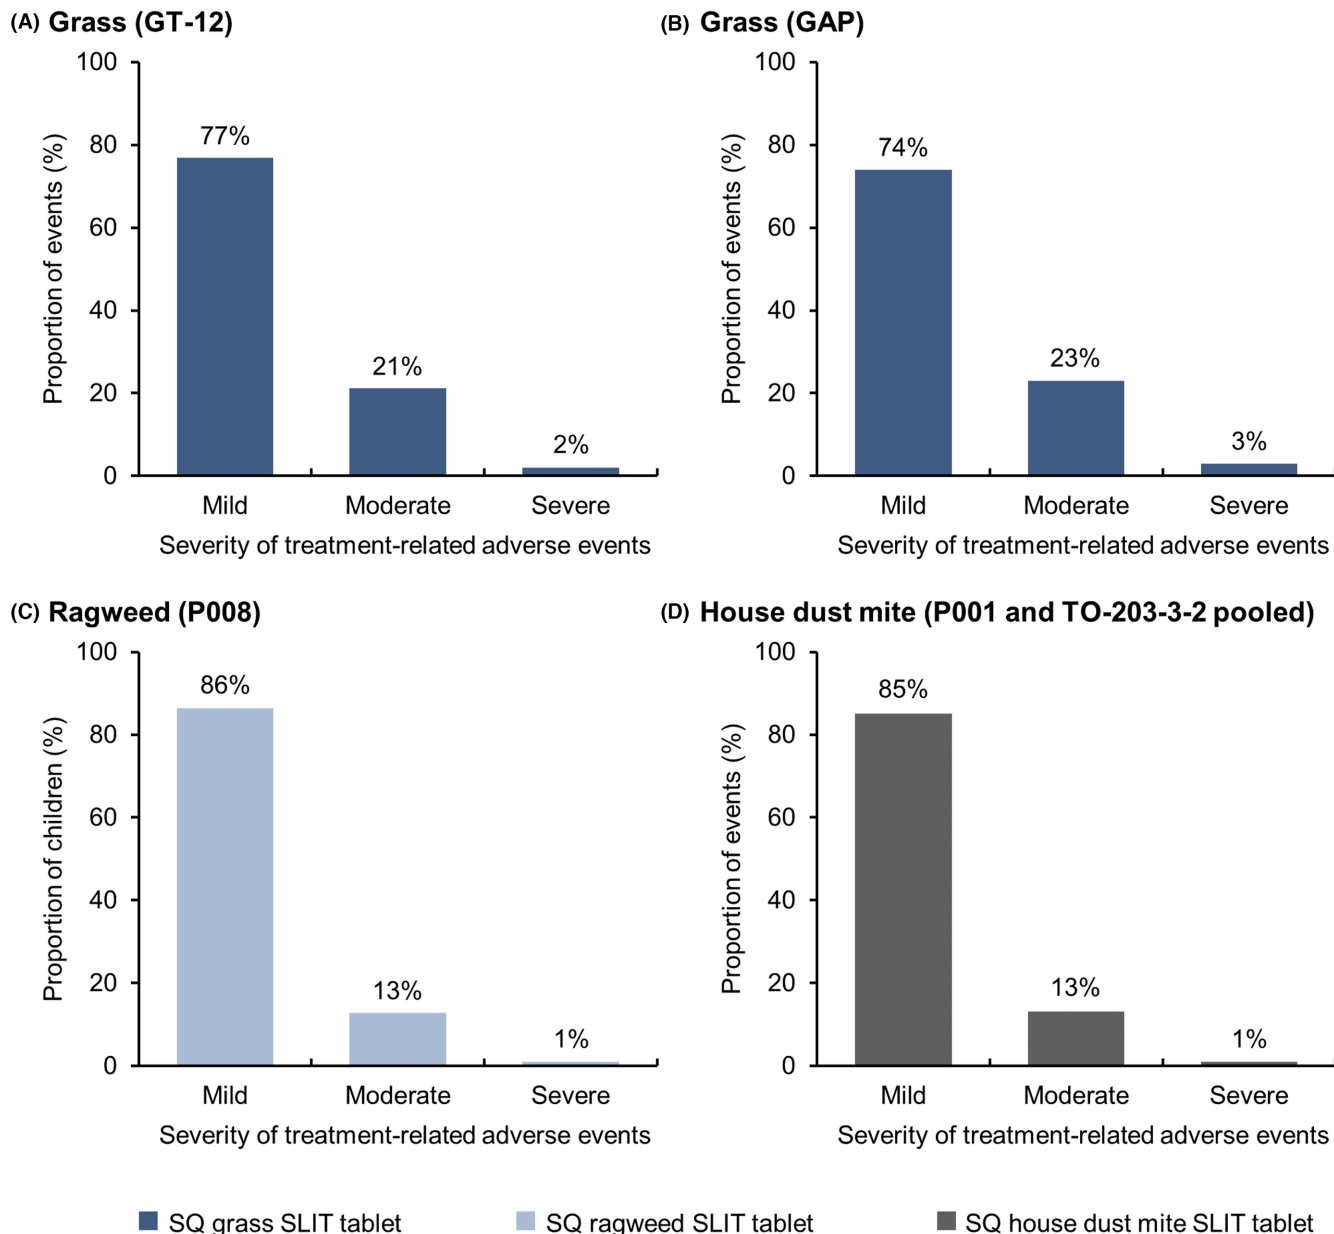 (A) Grass (GT-12)
100
80
60
40
20
0
Proportion of events (%)
77%
21%
2%
Mild Moderate Severe
Severity of treatment-related adverse events
(B) Grass (GAP)
100
80
60
40
20
0
Proportion of events (%)
74%
23%
3%
Mild Moderate Severe
Severity of treatment-related adverse events
(C) Ragweed (P008)
100
80
60
40
20
0
Proportion of children (%)
86%
13%
1%
Mild Moderate Severe
Severity of treatment-related adverse events
(D) House dust mite (P001 and TO-203-3-2 pooled)
100
80
60
40
20
0
Proportion of events (%)
85%
13%
1%
Mild Moderate Severe
Severity of treatment-related adverse events
SQ grass SLIT tablet SQ ragweed SLIT tablet SQ house dust mite SLIT tablet